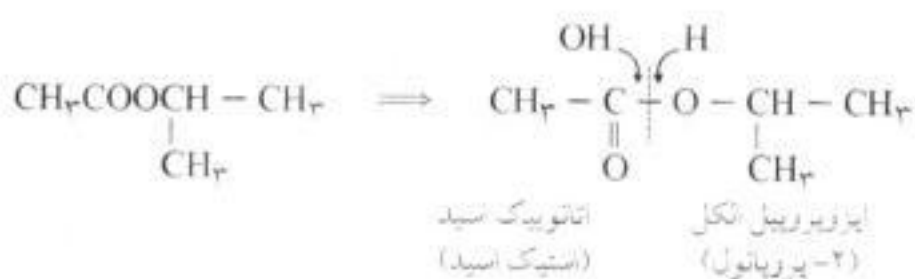 OH H
CH₃COOCH – CH₃ ⟹ CH₃ – C – O – CH – CH₃
CH₃ O CH₃
ایزوپروپیل الکل اتانوییک اسید
(۲- پروپانول) (استیک اسید)